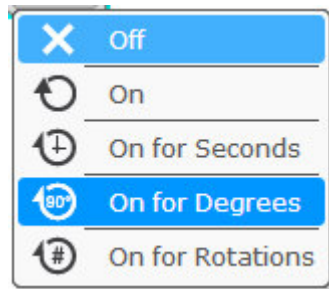 Off
On
On for Seconds
90°
On for Degrees
#
On for Rotations